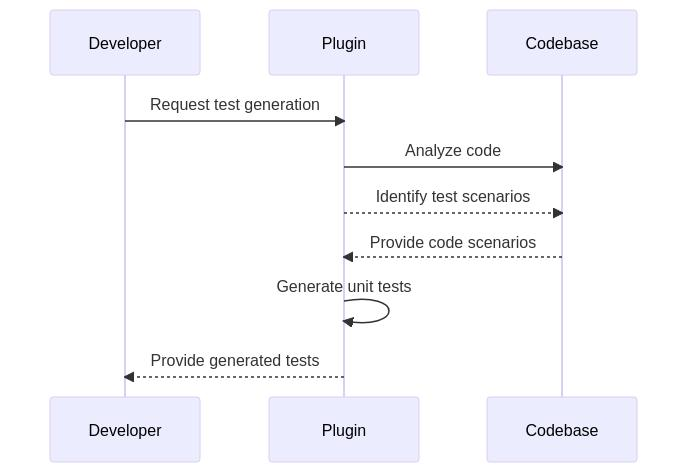 Developer
Plugin
Codebase
Request test generation
Analyze code
Identify test scenarios
Provide code scenarios
Generate unit tests
Provide generated tests
Developer
Plugin
Codebase